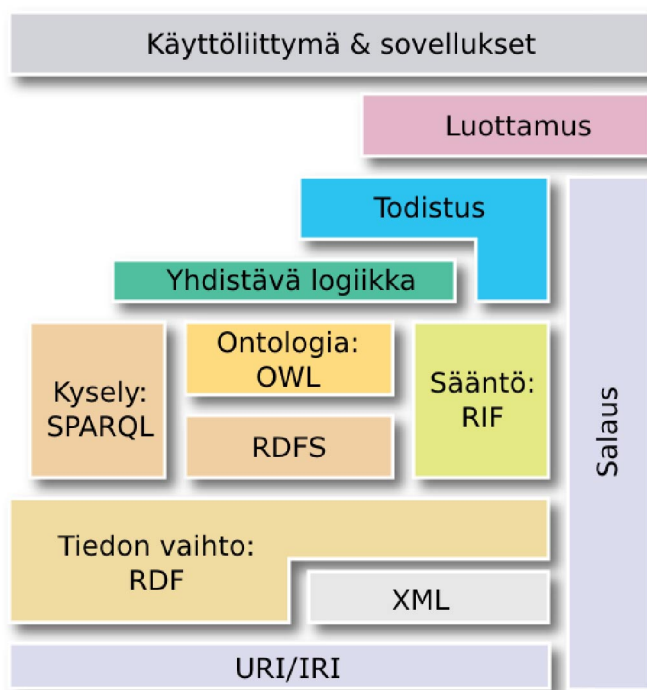 Käyttöliittymä & sovellukset
Luottamus
Todistus
Yhdistävä logiikka
Kysely:
SPARQL
Ontologia:
OWL
RDFS
Sääntö:
RIF
Salaus
Tiedon vaihto:
RDF
XML
URI/IRI